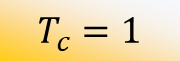 T_c = 1